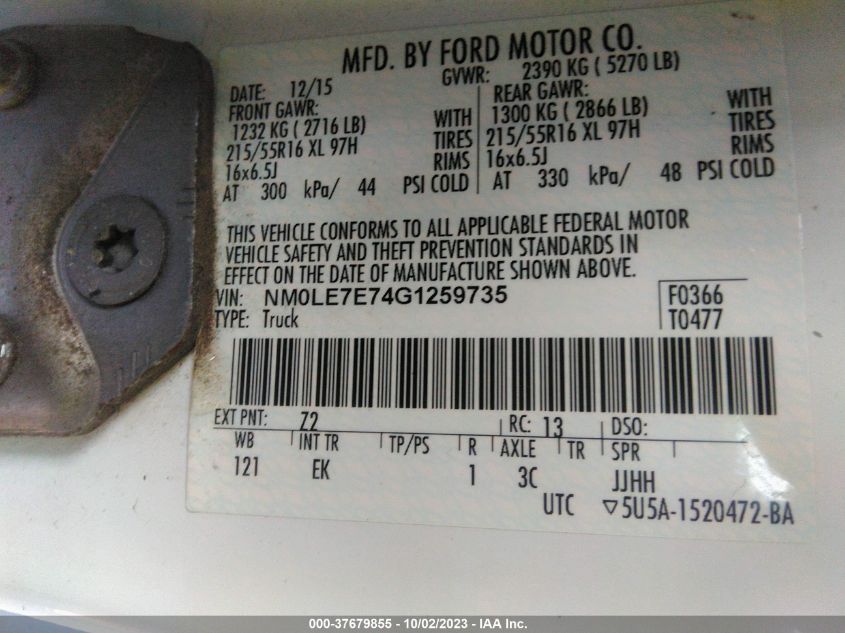 MFD. BY FORD MOTOR CO.
DATE: 12/15 GVWR: 2390 KG ( 5270 LB)
FRONT GAWR: REAR GAWR:
1232 KG ( 2716 LB) WITH 1300 KG ( 2866 LB) WITH
215/55R16 XL 97H TIRES 215/55R16 XL 97H TIRES
16x6.5J RIMS 16x6.5J RIMS
AT 300 kPa/ 44 PSI COLD AT 330 kPa/ 48 PSI COLD
THIS VEHICLE CONFORMS TO ALL APPLICABLE FEDERAL MOTOR
VEHICLE SAFETY AND THEFT PREVENTION STANDARDS IN
EFFECT ON THE DATE OF MANUFACTURE SHOWN ABOVE.
VIN: NM0LE7E74G1259735 F0366
TYPE: Truck T0477
EXT PNT: Z2 RC: 13 DSO:
WB INT TR TP/PS R AXLE TR SPR
121 EK 1 3C JJHH
UTC ▽5U5A-1520472-BA
000-37679855 - 10/02/2023 - IAA Inc.